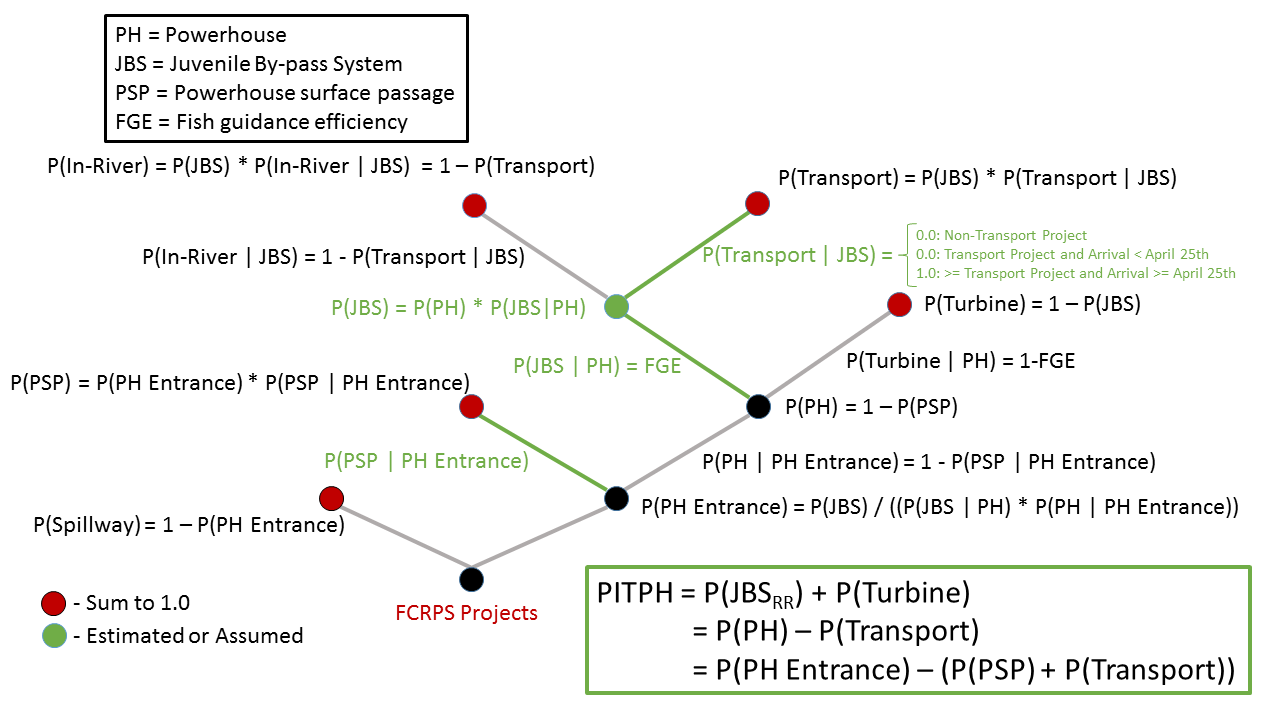 PH = Powerhouse
JBS = Juvenile By-pass System
PSP = Powerhouse surface passage
FGE = Fish guidance efficiency
P(In-River) = P(JBS) * P(In-River | JBS) = 1 – P(Transport)
P(Transport) = P(JBS) * P(Transport | JBS)
P(In-River | JBS) = 1 - P(Transport | JBS)
P(Transport | JBS) =
0.0: Non-Transport Project
0.0: Transport Project and Arrival < April 25th
1.0: >= Transport Project and Arrival >= April 25th
P(JBS) = P(PH) * P(JBS|PH)
P(Turbine) = 1 – P(JBS)
P(JBS | PH) = FGE
P(Turbine | PH) = 1-FGE
P(PSP) = P(PH Entrance) * P(PSP | PH Entrance)
P(PH) = 1 – P(PSP)
P(PSP | PH Entrance)
P(PH | PH Entrance) = 1 - P(PSP | PH Entrance)
P(PH Entrance) = P(JBS) / ((P(JBS | PH) * P(PH | PH Entrance))
P(Spillway) = 1 – P(PH Entrance)
FCRPS Projects
- Sum to 1.0
- Estimated or Assumed
PITPH = P(JBS_RR) + P(Turbine)
= P(PH) – P(Transport)
= P(PH Entrance) – (P(PSP) + P(Transport))